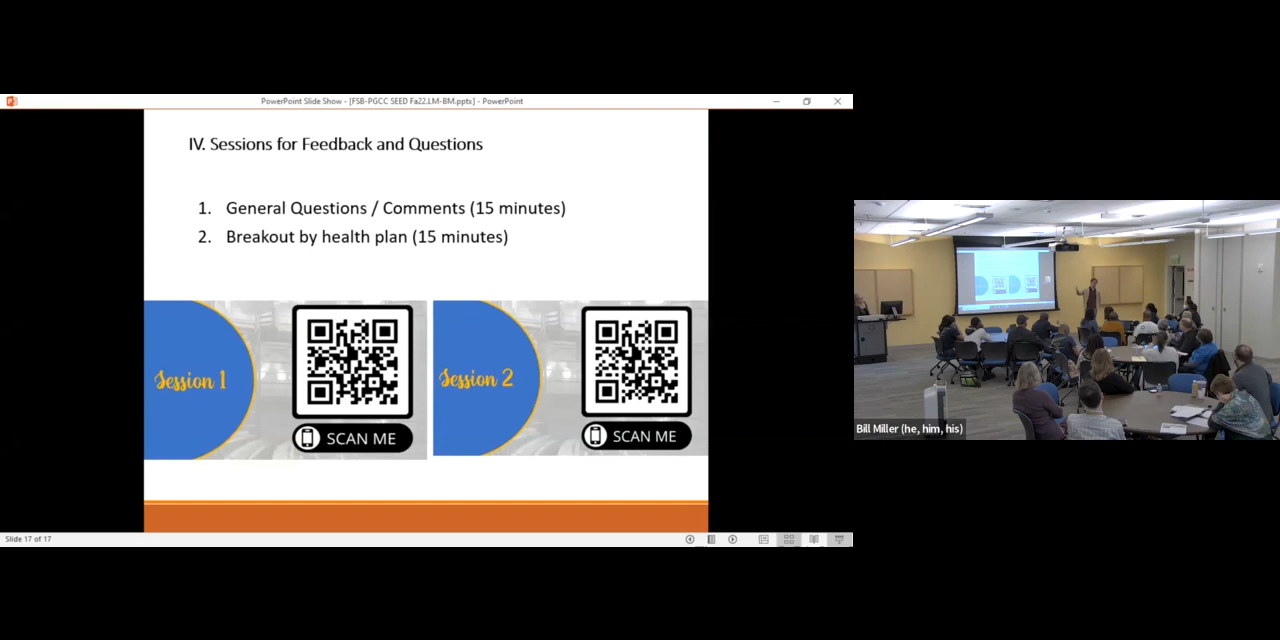 PowerPoint Slide Show - [FSB-PGCC SEED Fa22.LM-BM.pptx] - PowerPoint
IV. Sessions for Feedback and Questions
1. General Questions / Comments (15 minutes)
2. Breakout by health plan (15 minutes)
Session 1
SCAN ME
Session 2
SCAN ME
Slide 17 of 17
Bill Miller (he, him, his)